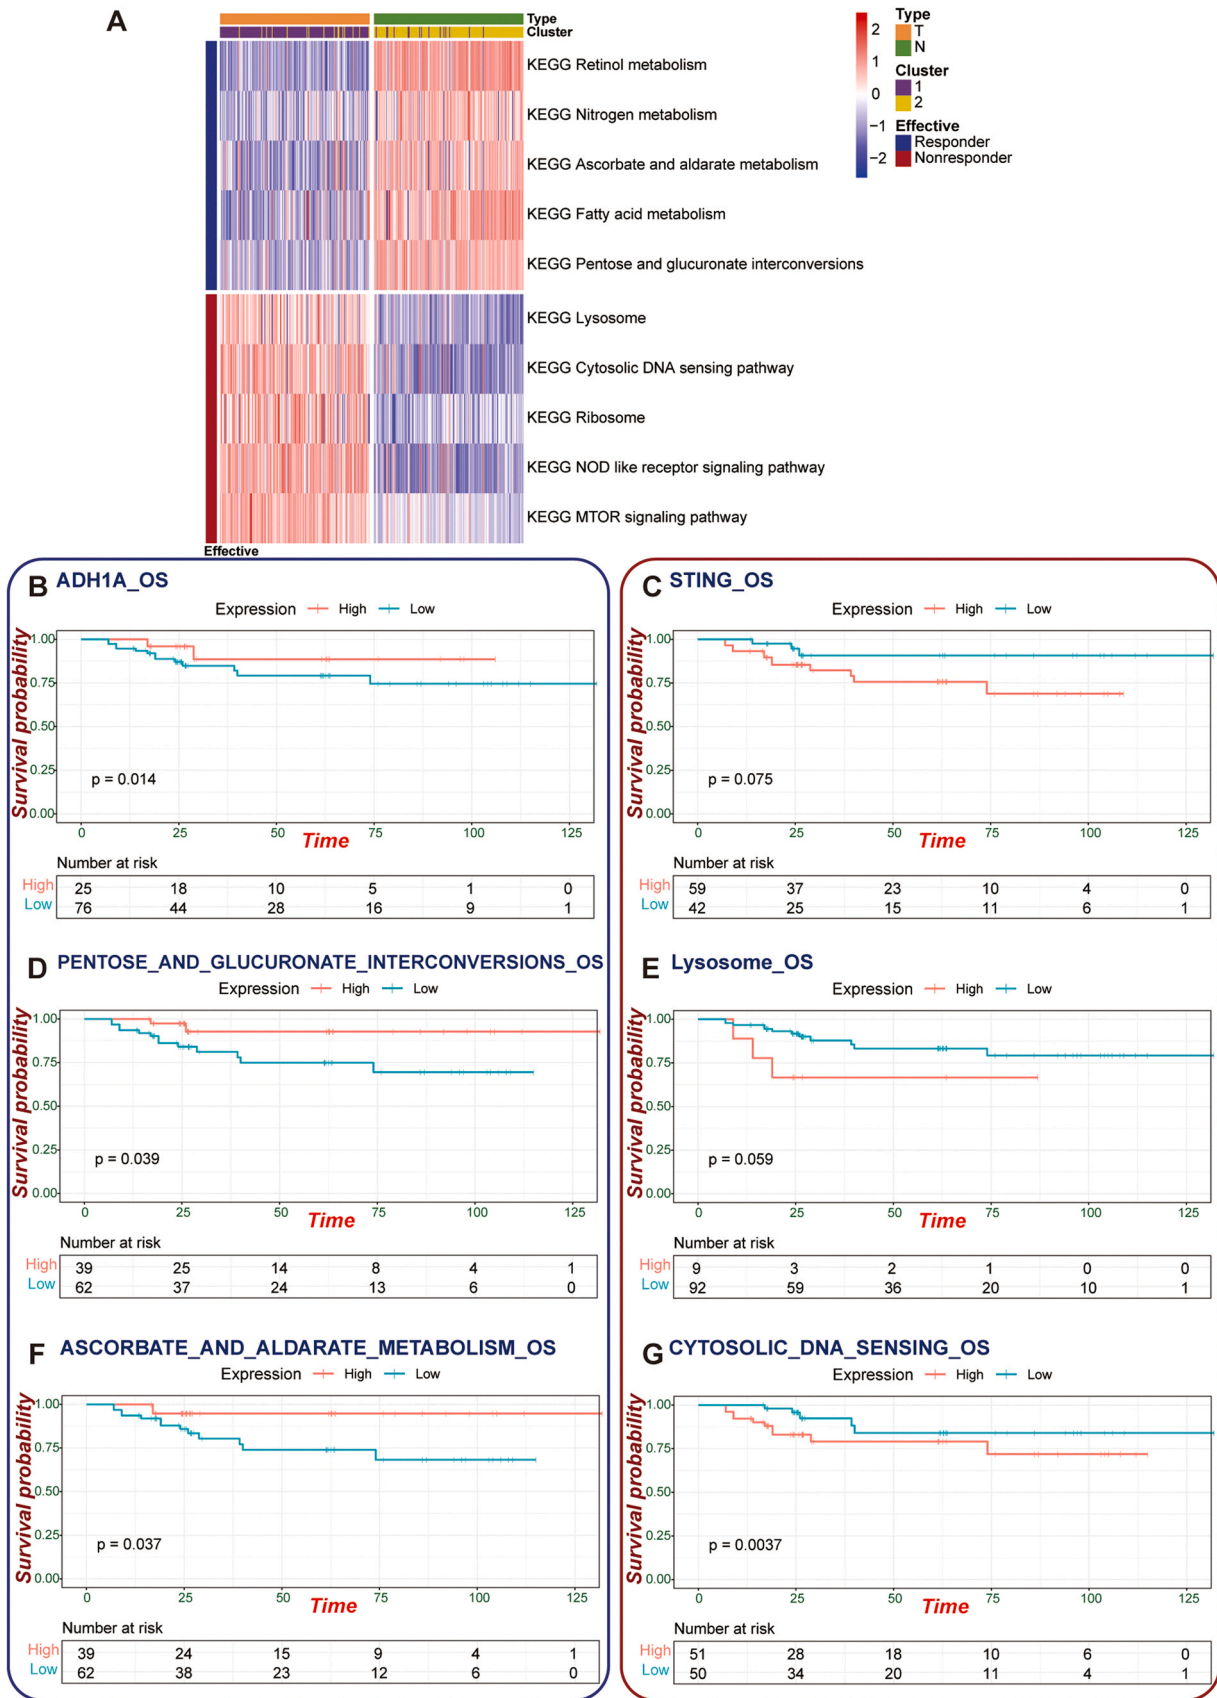 A
Type
Cluster
KEGG Retinol metabolism
KEGG Nitrogen metabolism
KEGG Ascorbate and aldarate metabolism
KEGG Fatty acid metabolism
KEGG Pentose and glucuronate interconversions
KEGG Lysosome
KEGG Cytosolic DNA sensing pathway
KEGG Ribosome
KEGG NOD like receptor signaling pathway
KEGG MTOR signaling pathway
Effective
2
1
0
−1
−2
Type
T
N
Cluster
1
2
Effective
Responder
Nonresponder
B ADH1A_OS
Expression High Low
Survival probability
1.00
0.75
0.50
0.25
0.00
p = 0.014
0 25 50 75 100 125
Time
Number at risk
High 25 18 10 5 1 0
Low 76 44 28 16 9 1
C STING_OS
Expression High Low
Survival probability
1.00
0.75
0.50
0.25
0.00
p = 0.075
0 25 50 75 100 125
Time
Number at risk
High 59 37 23 10 4 0
Low 42 25 15 11 6 1
D PENTOSE_AND_GLUCURONATE_INTERCONVERSIONS_OS
Expression High Low
Survival probability
1.00
0.75
0.50
0.25
0.00
p = 0.039
0 25 50 75 100 125
Time
Number at risk
High 39 25 14 8 4 1
Low 62 37 24 13 6 0
E Lysosome_OS
Expression High Low
Survival probability
1.00
0.75
0.50
0.25
0.00
p = 0.059
0 25 50 75 100 125
Time
Number at risk
High 9 3 2 1 0 0
Low 92 59 36 20 10 1
F ASCORBATE_AND_ALDARATE_METABOLISM_OS
Expression High Low
Survival probability
1.00
0.75
0.50
0.25
0.00
p = 0.037
0 25 50 75 100 125
Time
Number at risk
High 39 24 15 9 4 1
Low 62 38 23 12 6 0
G CYTOSOLIC_DNA_SENSING_OS
Expression High Low
Survival probability
1.00
0.75
0.50
0.25
0.00
p = 0.0037
0 25 50 75 100 125
Time
Number at risk
High 51 28 18 10 6 0
Low 50 34 20 11 4 1